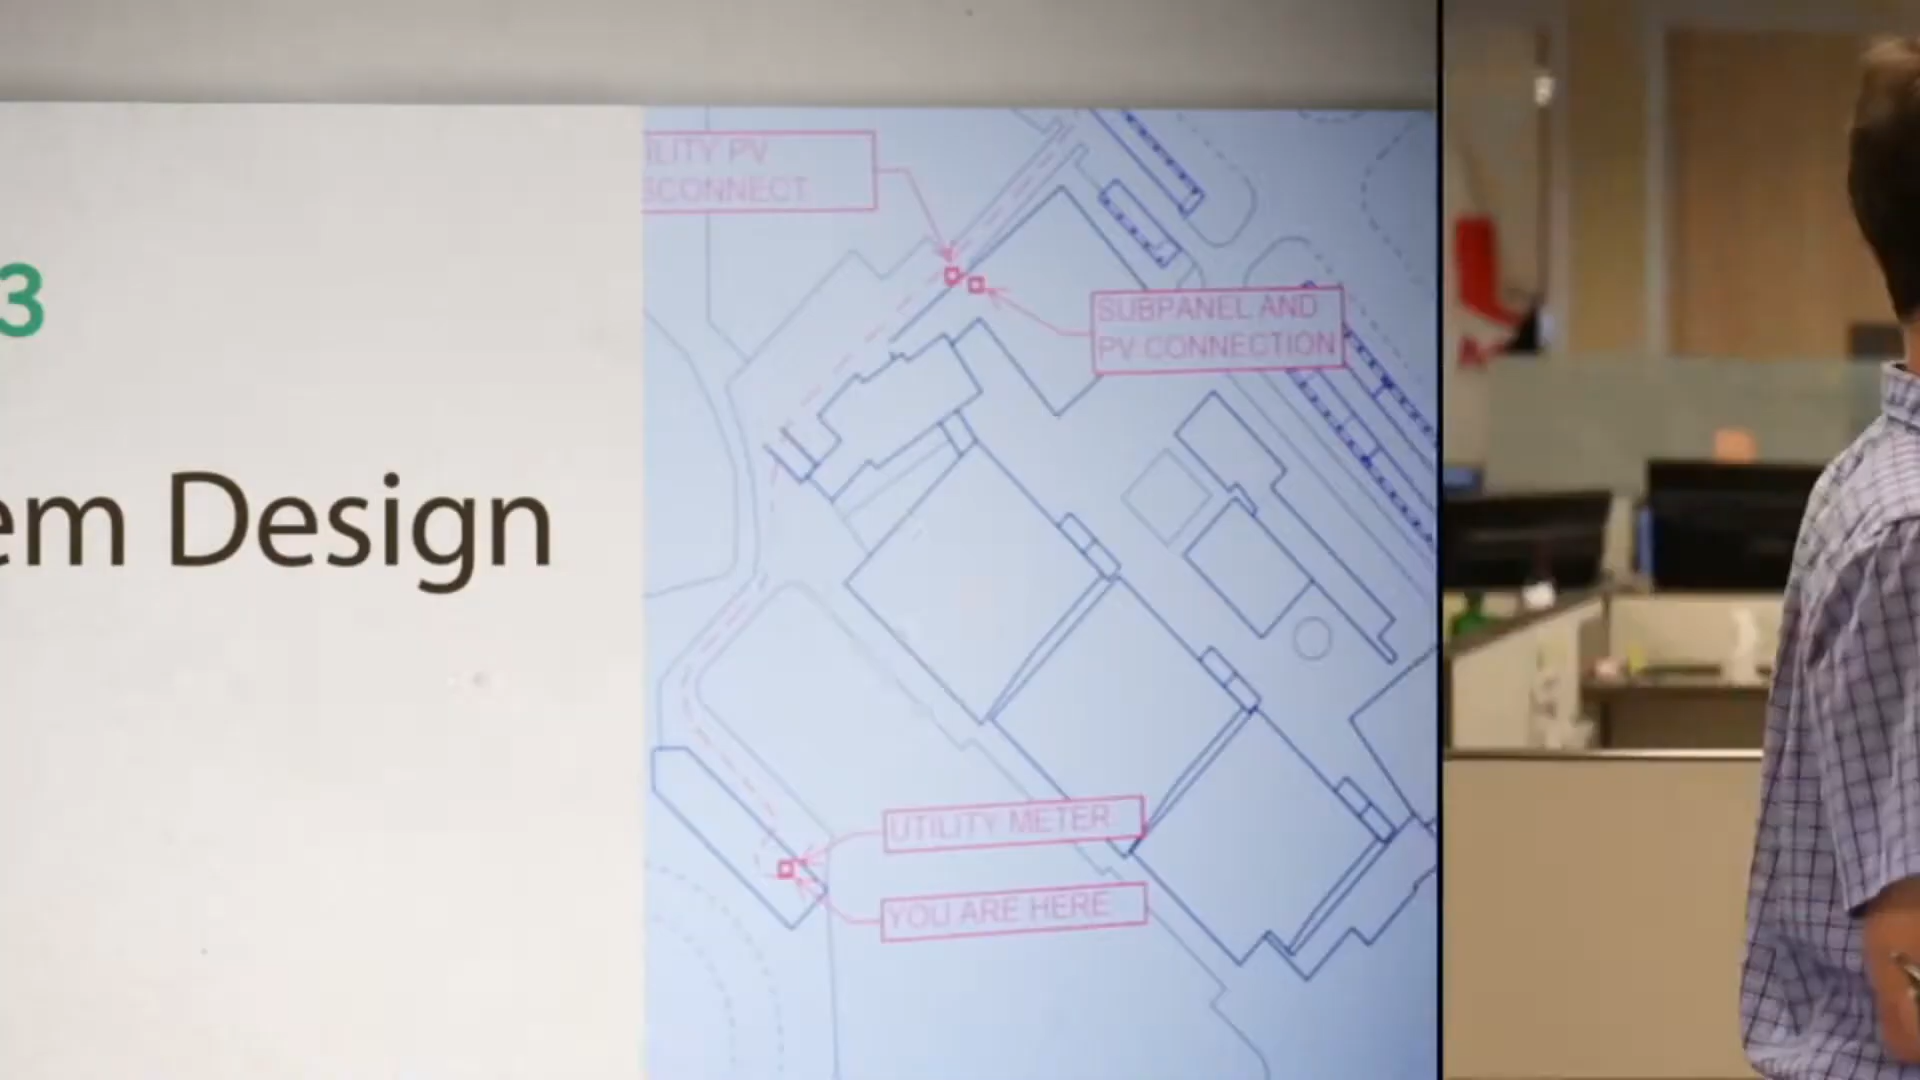 3
em Design
ILITY PV
SCONNECT
SUBPANEL AND
PV CONNECTION
UTILITY METER
YOU ARE HERE